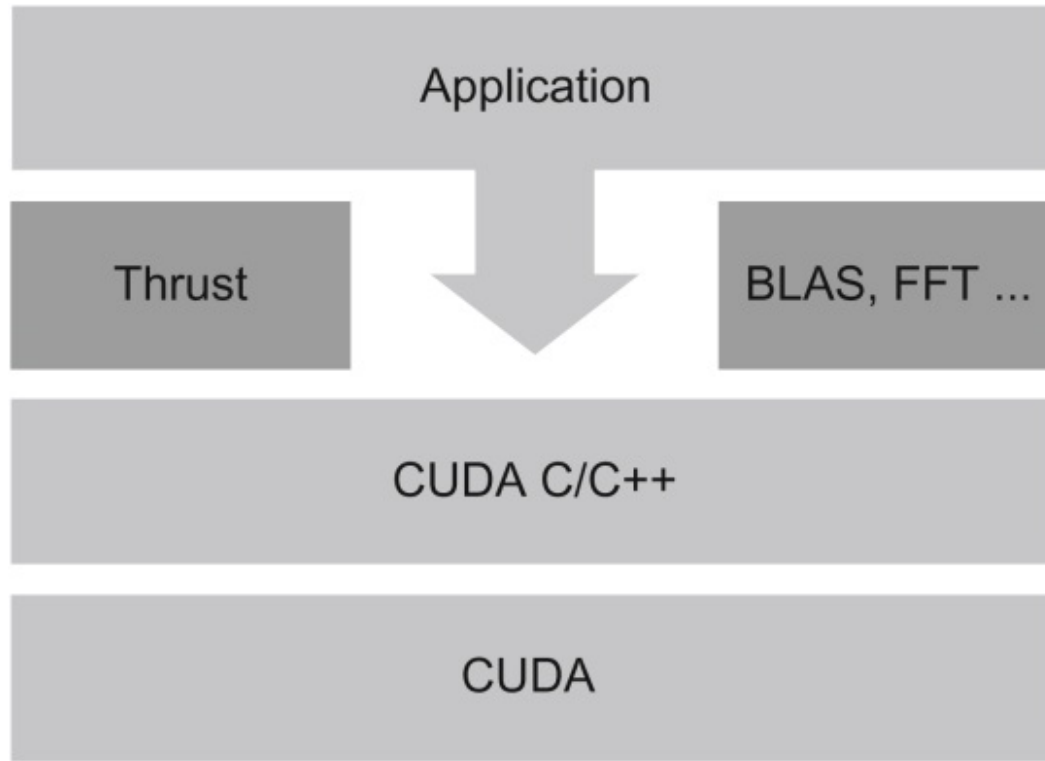 Application
Thrust
BLAS, FFT ...
CUDA C/C++
CUDA